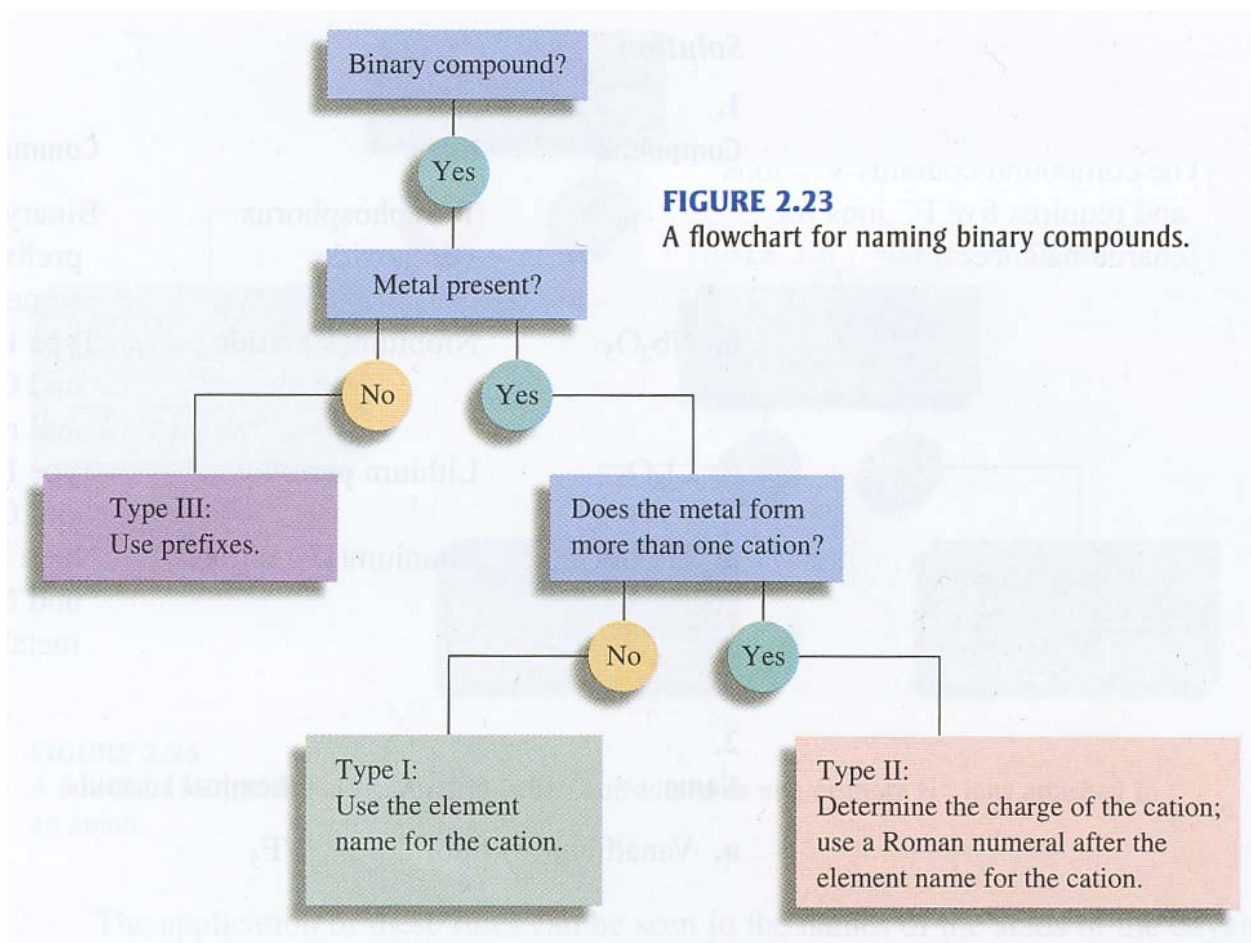 Binary compound?
Yes
FIGURE 2.23
A flowchart for naming binary compounds.
Metal present?
No
Yes
Type III:
Use prefixes.
Does the metal form
more than one cation?
No
Yes
Type I:
Use the element
name for the cation.
Type II:
Determine the charge of the cation;
use a Roman numeral after the
element name for the cation.